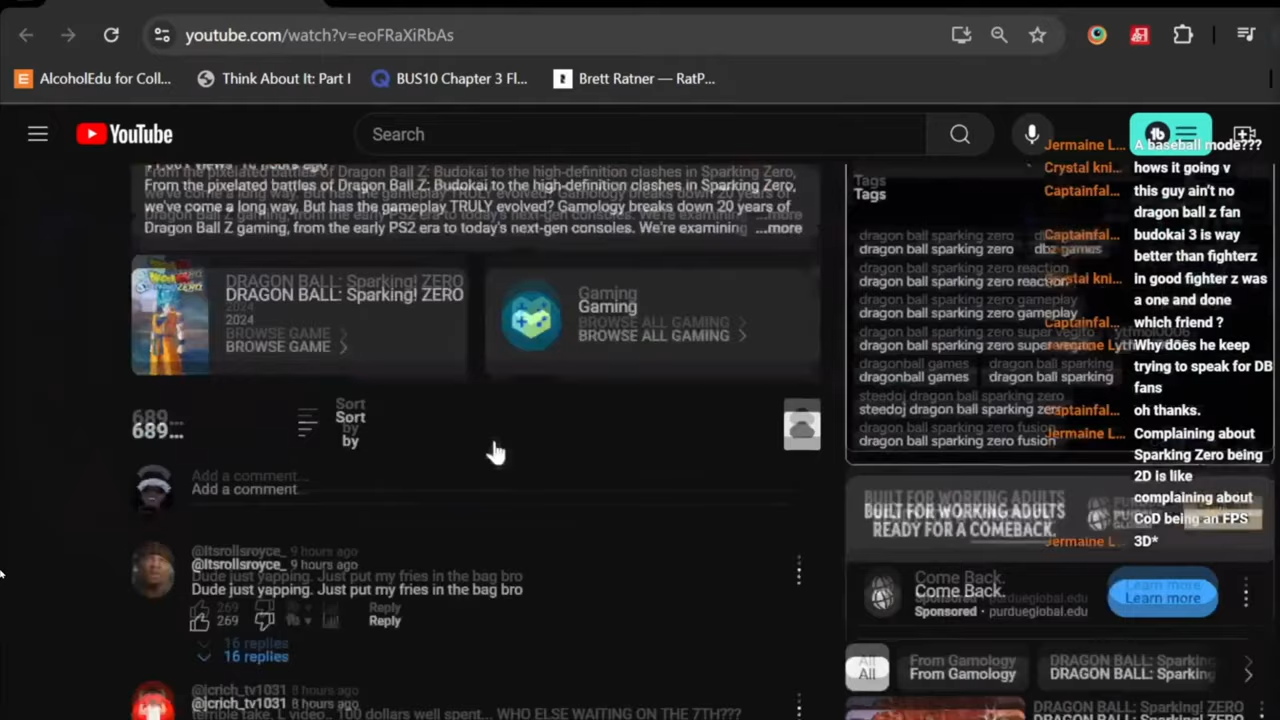 youtube.com/watch?v=eoFRaXiRbAs
AlcoholEdu for Coll...
Think About It: Part I
BUS10 Chapter 3 Fl...
Brett Ratner — RatP...
YouTube
Search
From the pixelated battles of Dragon Ball Z: Budokai to the high-definition clashes in Sparking Zero,
we've come a long way. But has the gameplay TRULY evolved? Gamology breaks down 20 years of
Dragon Ball Z gaming, from the early PS2 era to today's next-gen consoles. We're examining ...more
DRAGON BALL: Sparking! ZERO
2024
BROWSE GAME
Gaming
BROWSE ALL GAMING
689...
Sort
by
Add a comment...
@itsrollsroyce_ 9 hours ago
Dude just yapping. Just put my fries in the bag bro
269
Reply
16 replies
@jcrich_tv1031 8 hours ago
terrible take, L video.. 100 dollars well spent... WHO ELSE WAITING ON THE 7TH???
Tags
dragon ball sparking zero
dbz games
dragon ball sparking zero reaction
dragon ball sparking zero gameplay
dragon ball sparking zero super vegito
dragonball games
dragon ball sparking
steedoj dragon ball sparking zero
dragon ball sparking zero fusion
BUILT FOR WORKING ADULTS
READY FOR A COMEBACK.
Come Back.
Sponsored · purdueglobal.edu
Learn more
All
From Gamology
DRAGON BALL: Sparking
Jermaine L... A baseball mode???
Crystal kni... hows it going v
Captainfal... this guy ain't no
dragon ball z fan
Captainfal... budokai 3 is way
better than fighterz
Crystal kni... In good fighter z was
a one and done
Captainfal... which friend ?
Jermaine L... Why does he keep
trying to speak for DB
fans
Captainfal... oh thanks.
Jermaine L... Complaining about
Sparking Zero being
2D is like
complaining about
CoD being an FPS
Jermaine L... 3D*